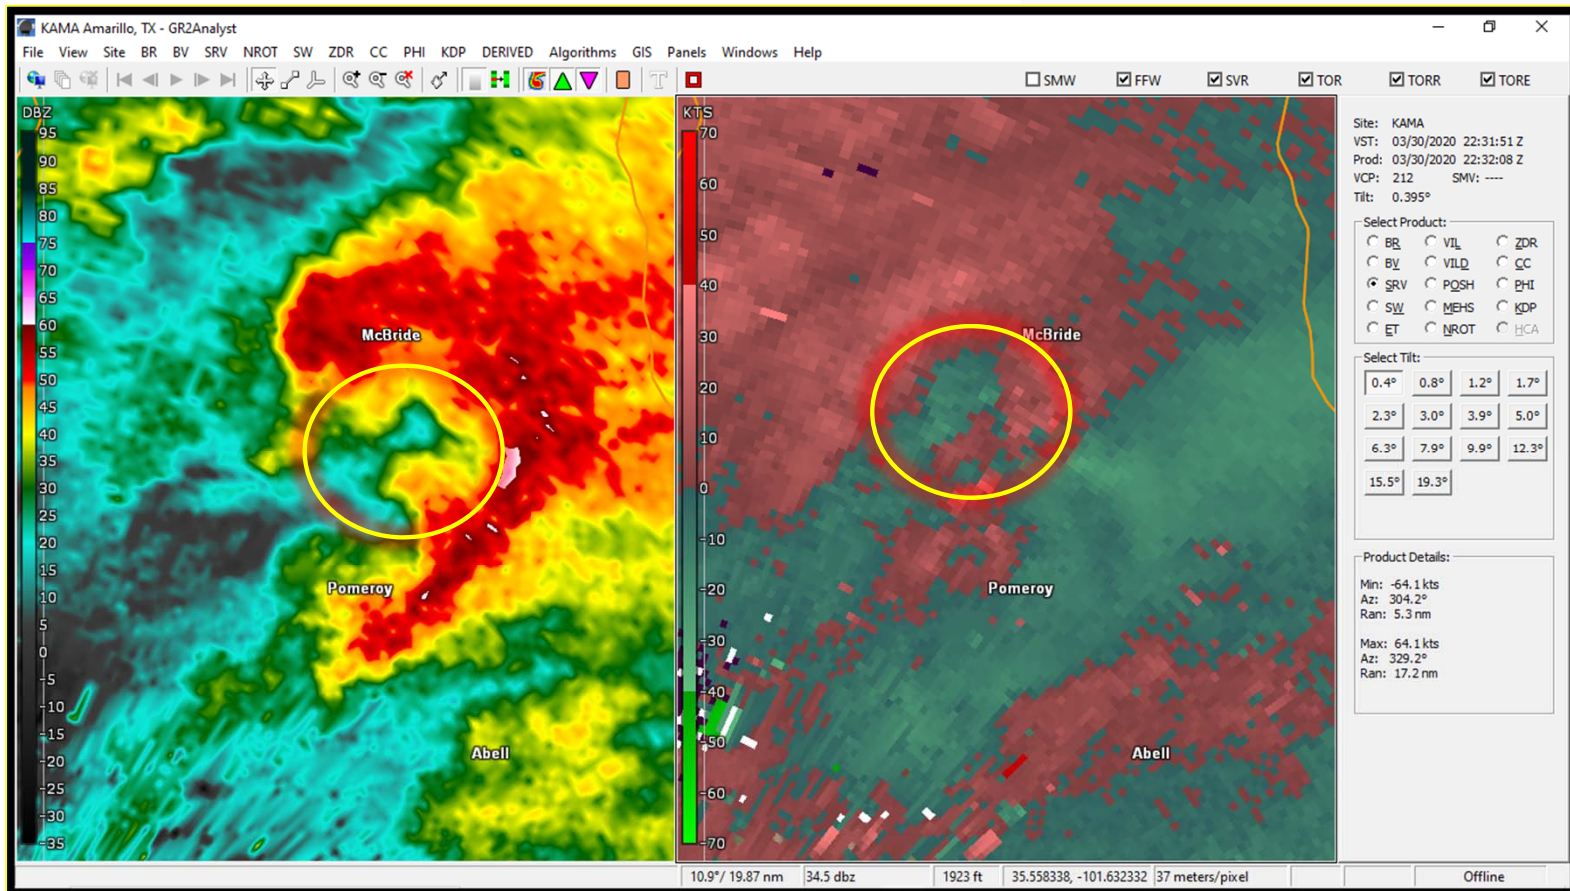 KAMA Amarillo, TX - GR2Analyst
File View Site BR BV SRV NROT SW ZDR CC PHI KDP DERIVED Algorithms GIS Panels Windows Help
SMW FFW SVR TOR TORR TORE
DBZ
95
90
85
80
75
70
65
60
55
50
45
40
35
30
25
20
15
10
5
0
-5
-10
-15
-20
-25
-30
-35
McBride
Pomeroy
Abell
KTS
70
60
50
40
30
20
10
0
-10
-20
-30
-40
-50
-60
-70
McBride
Pomeroy
Abell
Site: KAMA
VST: 03/30/2020 22:31:51 Z
Prod: 03/30/2020 22:32:08 Z
VCP: 212 SMV: ----
Tilt: 0.395°
Select Product:
BR VIL ZDR
BV VILD CC
SRV POSH PHI
SW MEHS KDP
ET NROT HCA
Select Tilt:
0.4° 0.8° 1.2° 1.7°
2.3° 3.0° 3.9° 5.0°
6.3° 7.9° 9.9° 12.3°
15.5° 19.3°
Product Details:
Min: -64.1 kts
Az: 304.2°
Ran: 5.3 nm
Max: 64.1 kts
Az: 329.2°
Ran: 17.2 nm
10.9°/ 19.87 nm 34.5 dbz 1923 ft 35.558338, -101.632332 37 meters/pixel Offline